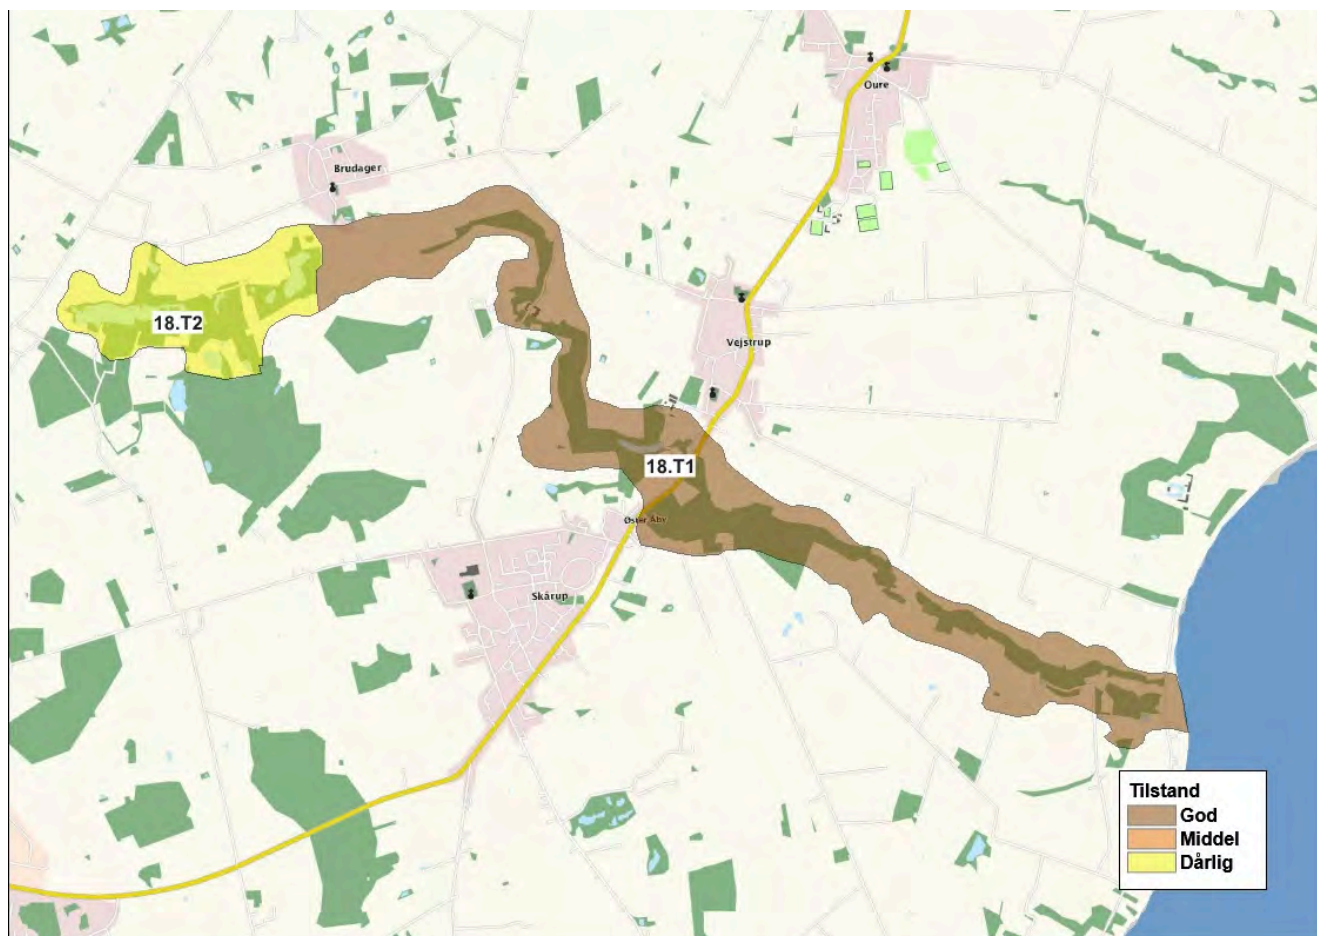 Oure
Brudager
18.T2
Vejstrup
18.T1
Øster Åby
Skårup
Tilstand
God
Middel
Dårlig